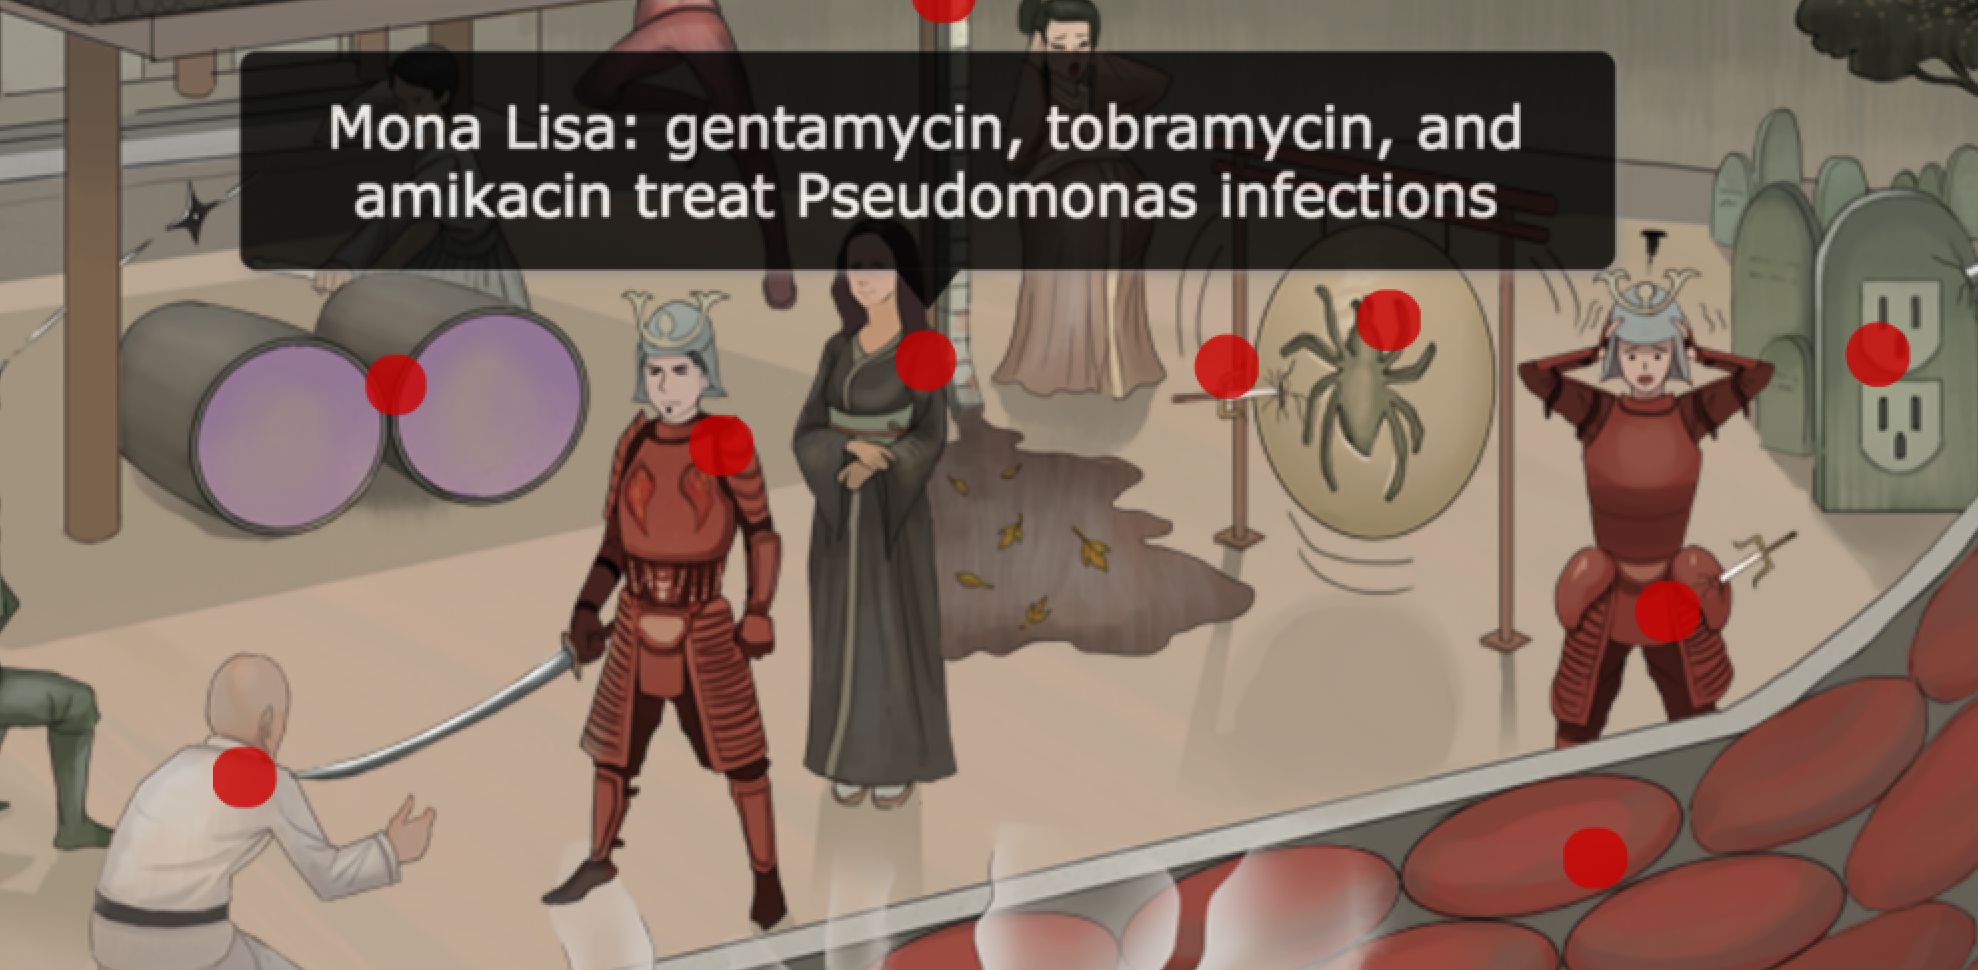 Mona Lisa: gentamycin, tobramycin, and
amikacin treat Pseudomonas infections